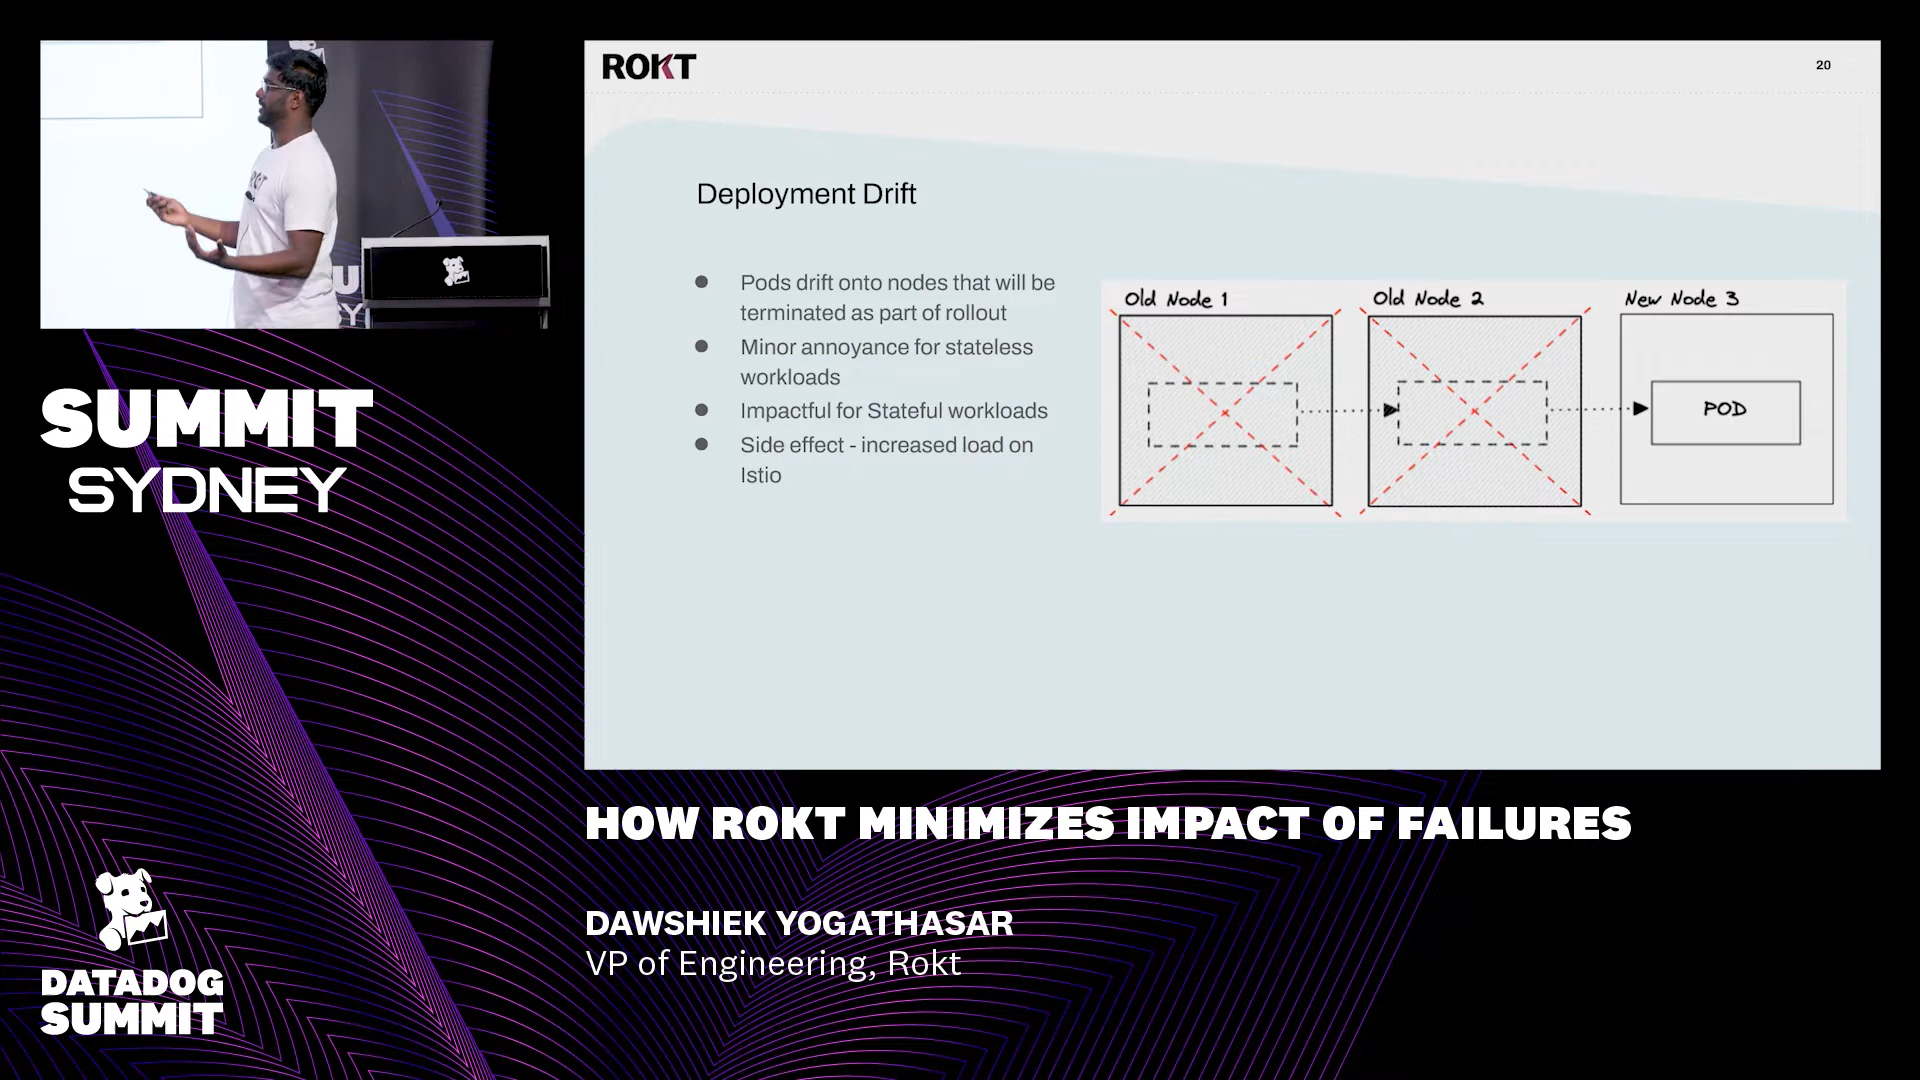 ROKT
20
Deployment Drift
Pods drift onto nodes that will be
terminated as part of rollout
Minor annoyance for stateless
workloads
Impactful for Stateful workloads
Side effect - increased load on
Istio
Old Node 1
Old Node 2
New Node 3
POD
SUMMIT
SYDNEY
HOW ROKT MINIMIZES IMPACT OF FAILURES
DAWSHIEK YOGATHASAR
VP of Engineering, Rokt
DATADOG
SUMMIT